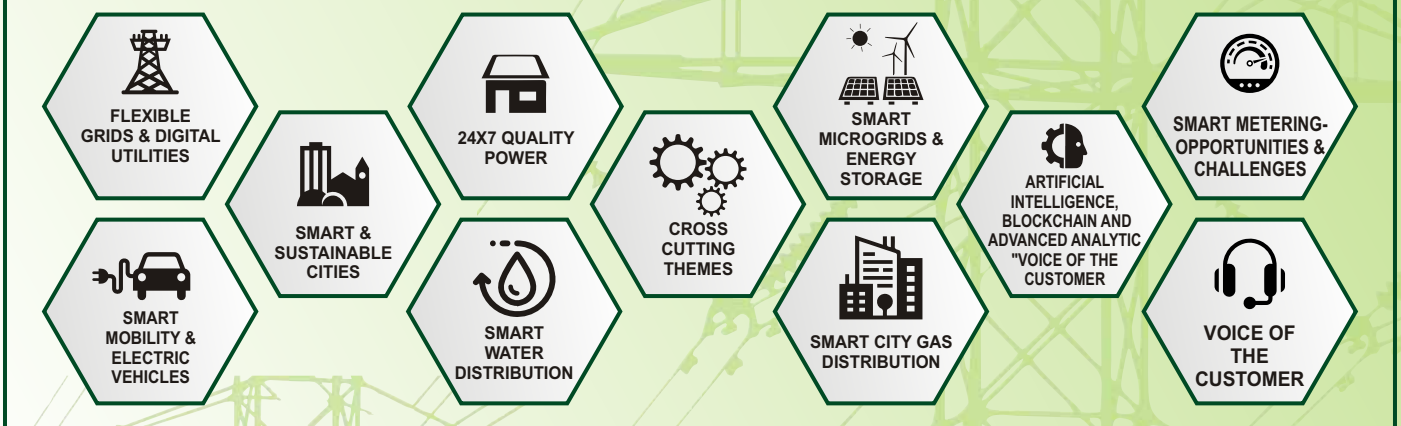 FLEXIBLE
GRIDS & DIGITAL
UTILITIES
SMART &
SUSTAINABLE
CITIES
24X7 QUALITY
POWER
CROSS
CUTTING
THEMES
SMART
MICROGRIDS &
ENERGY
STORAGE
ARTIFICIAL
INTELLIGENCE,
BLOCKCHAIN AND
ADVANCED ANALYTIC
"VOICE OF THE
CUSTOMER
SMART METERING-
OPPORTUNITIES &
CHALLENGES
SMART
MOBILITY &
ELECTRIC
VEHICLES
SMART
WATER
DISTRIBUTION
SMART CITY GAS
DISTRIBUTION
VOICE OF
THE
CUSTOMER